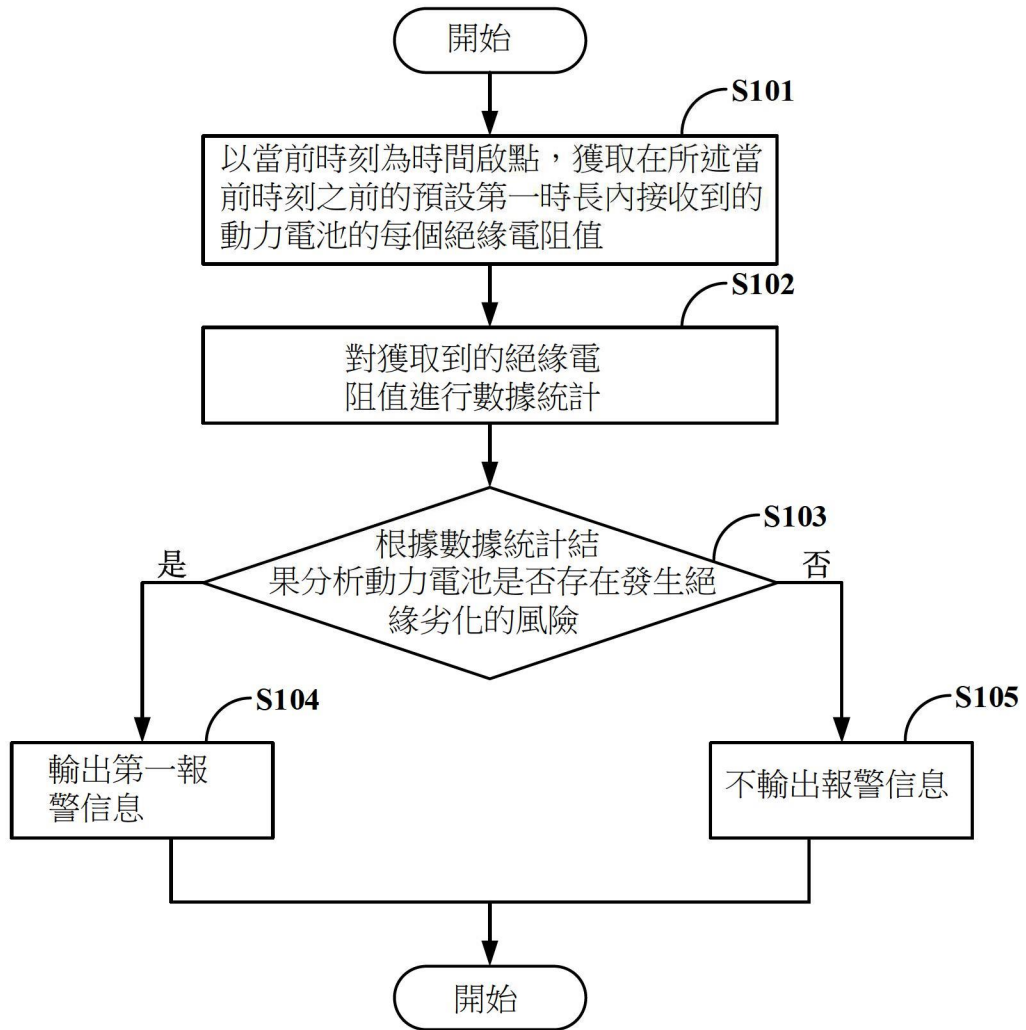 開始
S101
以當前時刻為時間啟點，獲取在所述當
前時刻之前的預設第一時長內接收到的
動力電池的每個絕緣電阻值
S102
對獲取到的絕緣電
阻值進行數據統計
S103
根據數據統計結
果分析動力電池是否存在發生絕
緣劣化的風險
是
否
S104
輸出第一報
警信息
S105
不輸出報警信息
開始